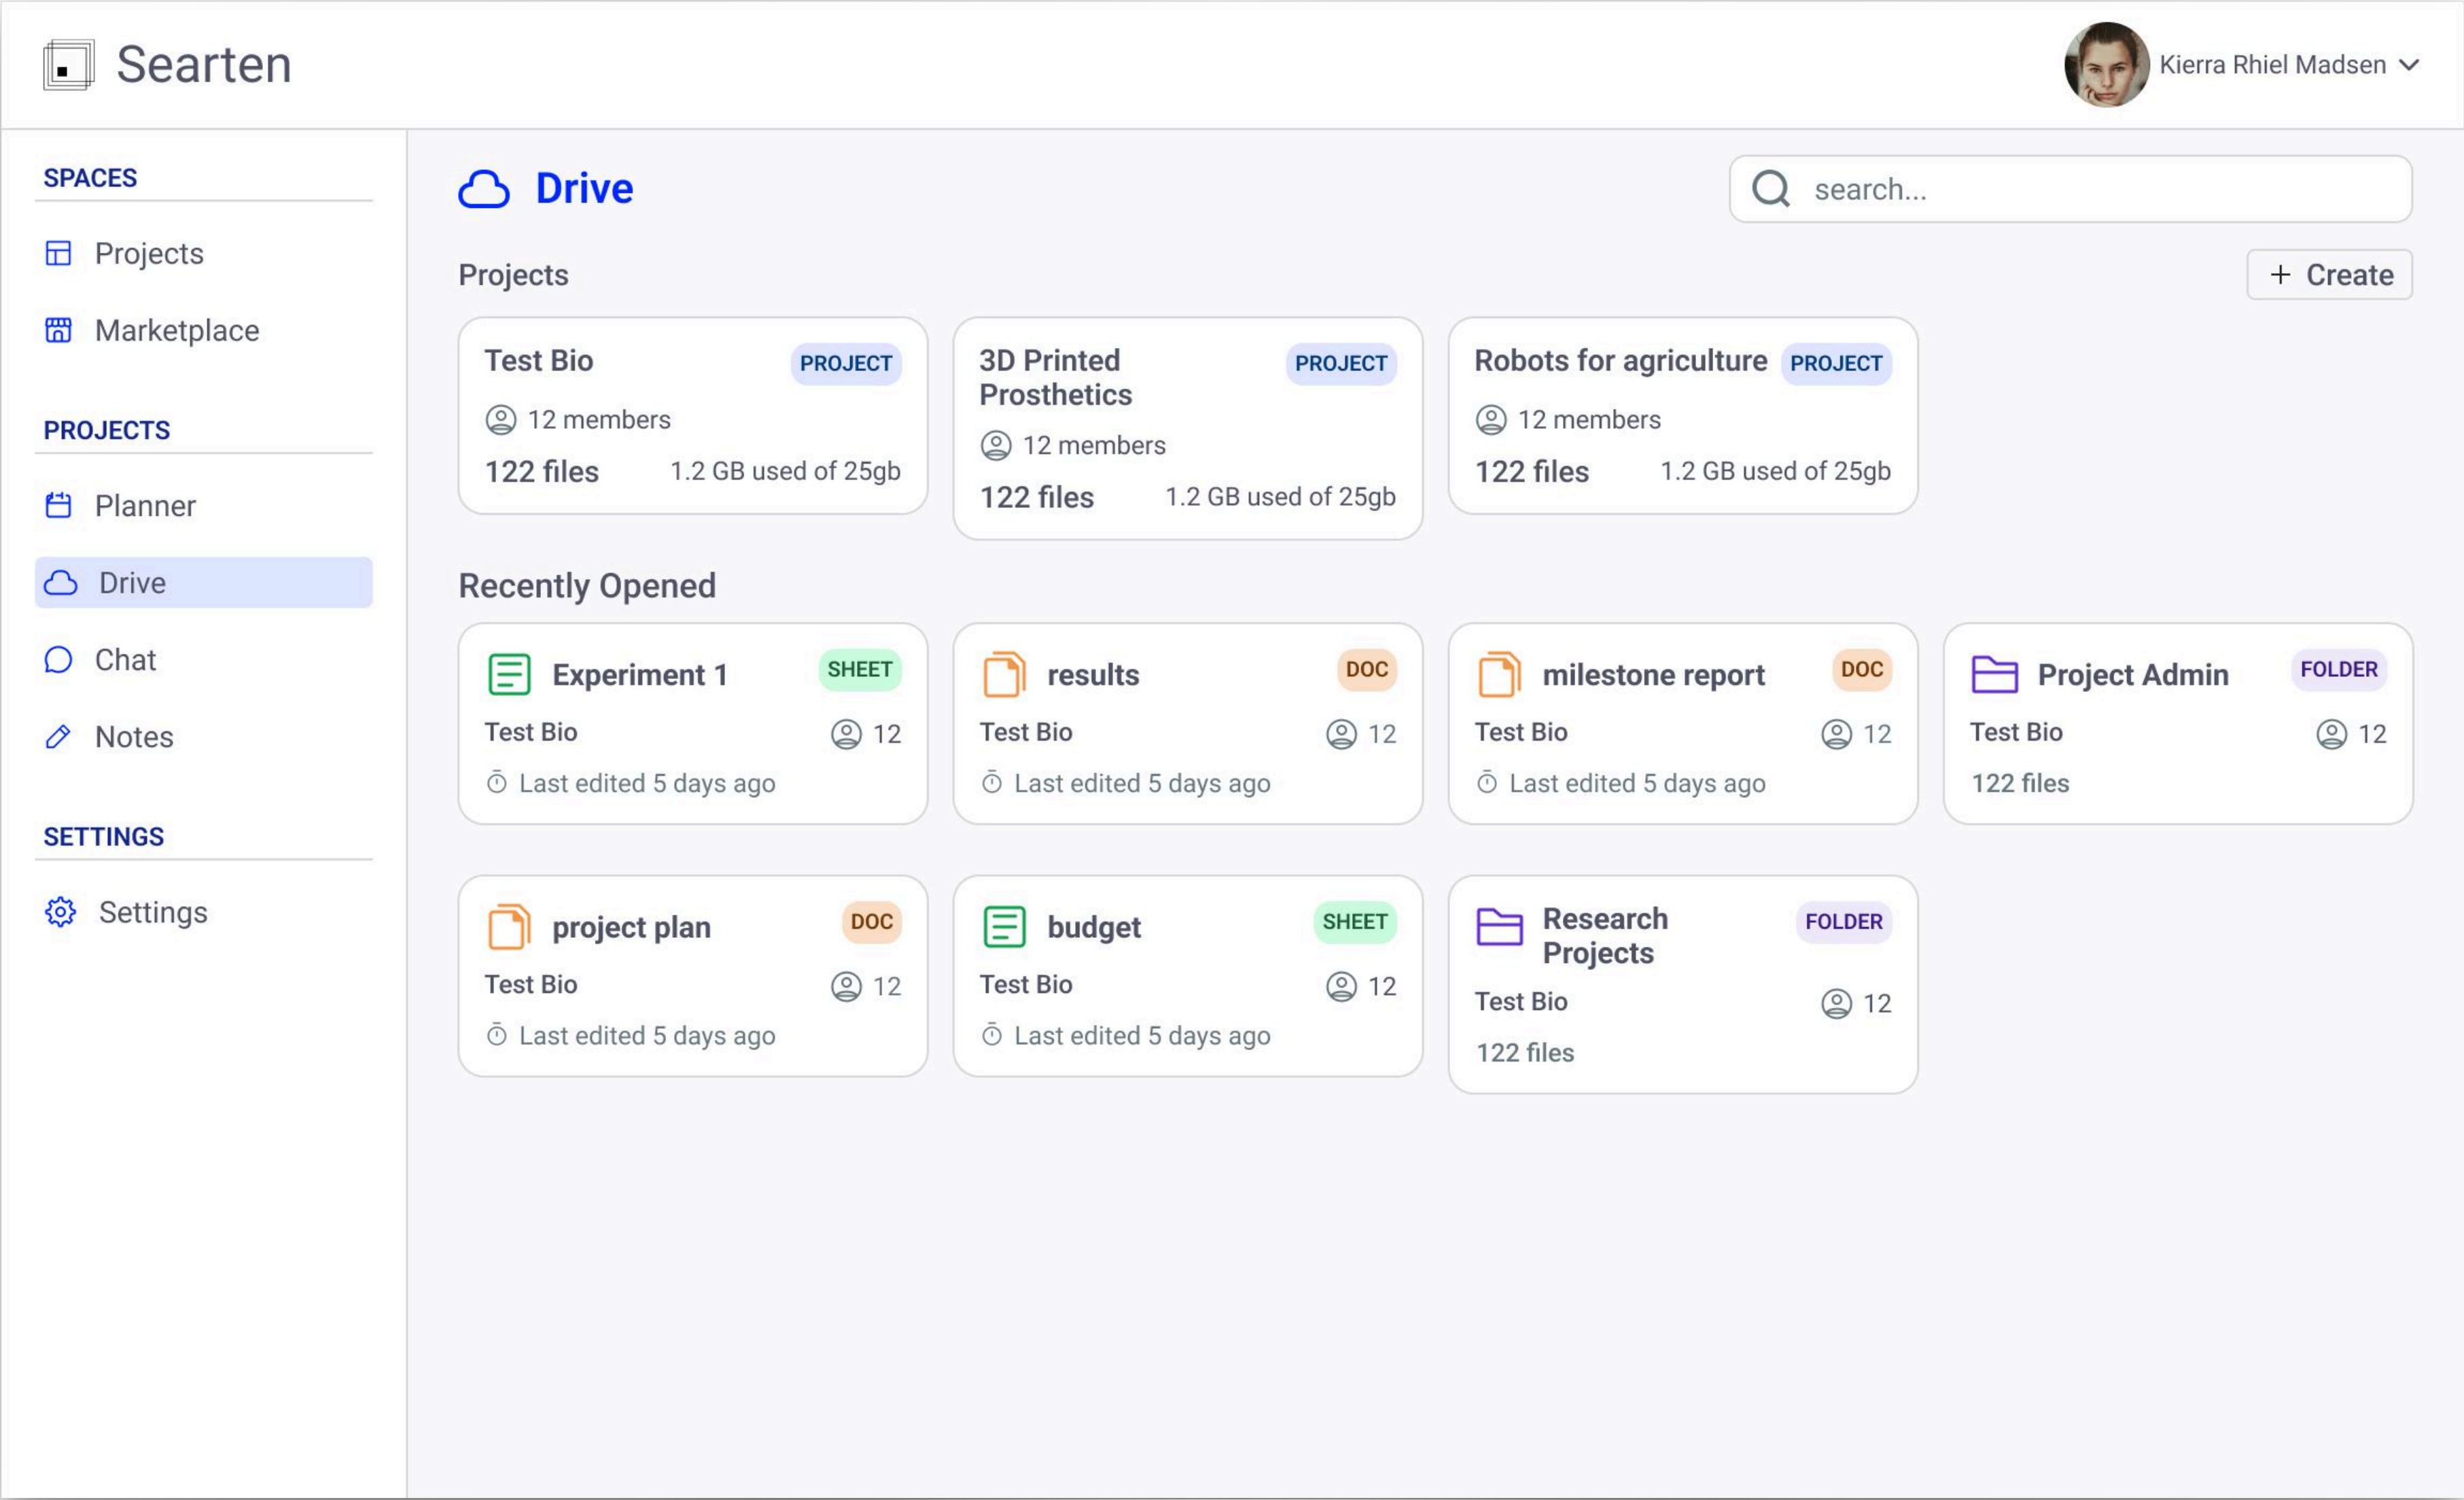 Searten
Kierra Rhiel Madsen
SPACES
Projects
Marketplace
PROJECTS
Planner
Drive
Chat
Notes
SETTINGS
Settings
Drive
search...
Projects
+ Create
Test Bio
PROJECT
12 members
122 files
1.2 GB used of 25gb
3D Printed
Prosthetics
PROJECT
12 members
122 files
1.2 GB used of 25gb
Robots for agriculture
PROJECT
12 members
122 files
1.2 GB used of 25gb
Recently Opened
Experiment 1
SHEET
Test Bio
12
Last edited 5 days ago
results
DOC
Test Bio
12
Last edited 5 days ago
milestone report
DOC
Test Bio
12
Last edited 5 days ago
Project Admin
FOLDER
Test Bio
12
122 files
project plan
DOC
Test Bio
12
Last edited 5 days ago
budget
SHEET
Test Bio
12
Last edited 5 days ago
Research
Projects
FOLDER
Test Bio
12
122 files